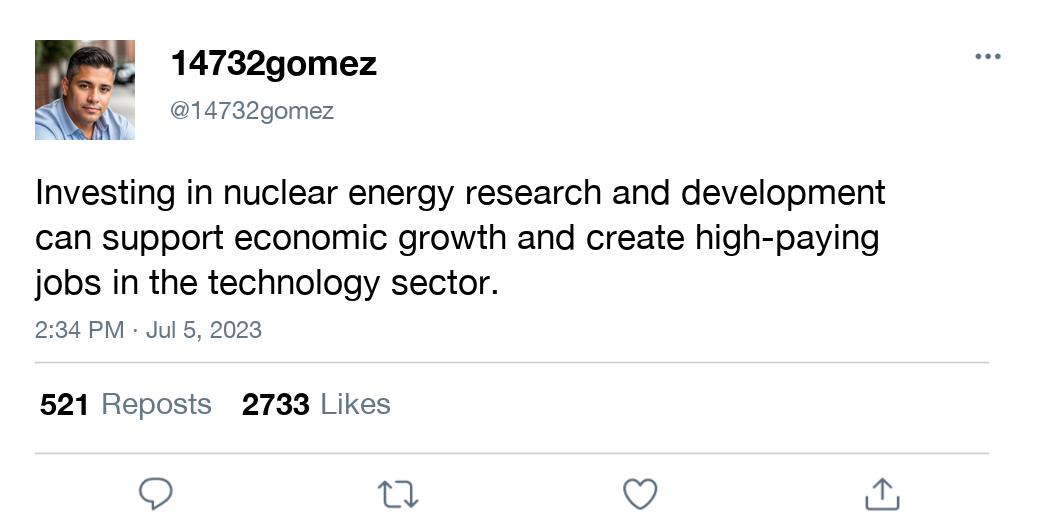 14732gomez
@14732gomez
Investing in nuclear energy research and development
can support economic growth and create high-paying
jobs in the technology sector.
2:34 PM · Jul 5, 2023
521 Reposts 2733 Likes